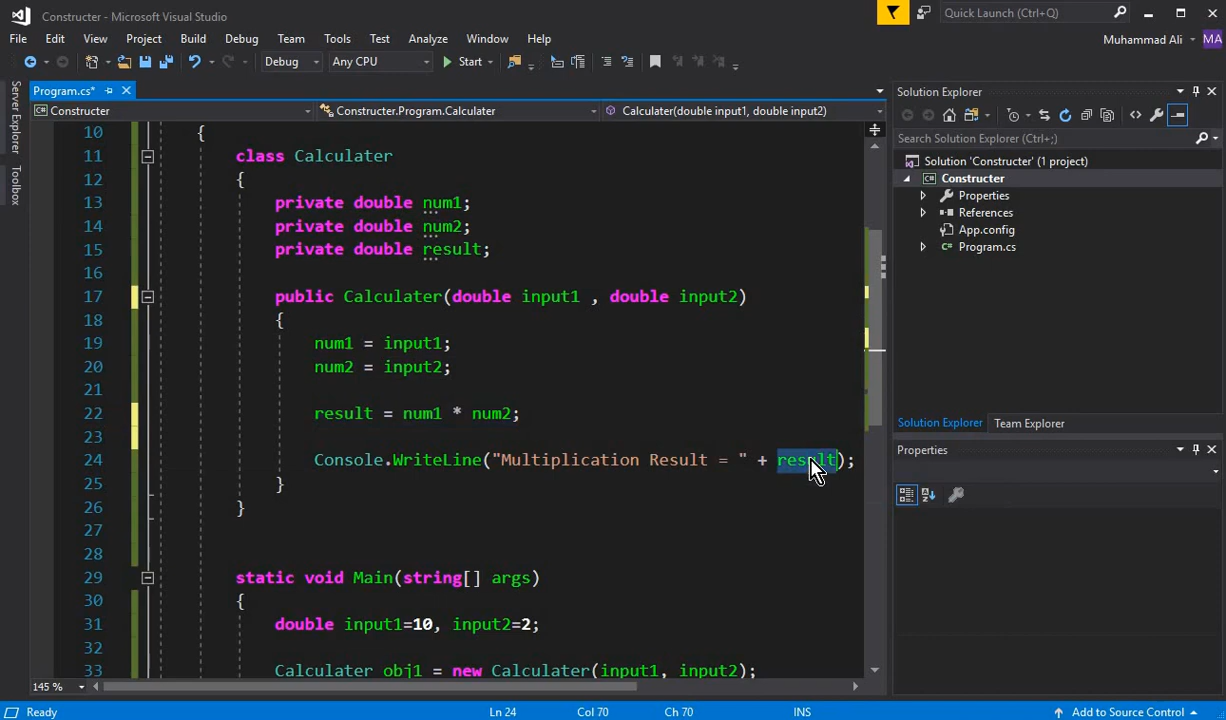 Constructer - Microsoft Visual Studio
Quick Launch (Ctrl+Q)
File Edit View Project Build Debug Team Tools Test Analyze Window Help
Muhammad Ali MA
Debug Any CPU Start
Server Explorer
Toolbox
Program.cs*
Constructer Constructer.Program.Calculater Calculater(double input1, double input2)
10 {
11 class Calculater
12 {
13 private double num1;
14 private double num2;
15 private double result;
16
17 public Calculater(double input1 , double input2)
18 {
19 num1 = input1;
20 num2 = input2;
21
22 result = num1 * num2;
23
24 Console.WriteLine("Multiplication Result = " + result);
25 }
26 }
27
28
29 static void Main(string[] args)
30 {
31 double input1=10, input2=2;
32
33 Calculater obj1 = new Calculater(input1, input2);
145 %
Solution Explorer
Search Solution Explorer (Ctrl+;)
Solution 'Constructer' (1 project)
C# Constructer
Properties
References
App.config
C# Program.cs
Solution Explorer Team Explorer
Properties
Ready Ln 24 Col 70 Ch 70 INS Add to Source Control